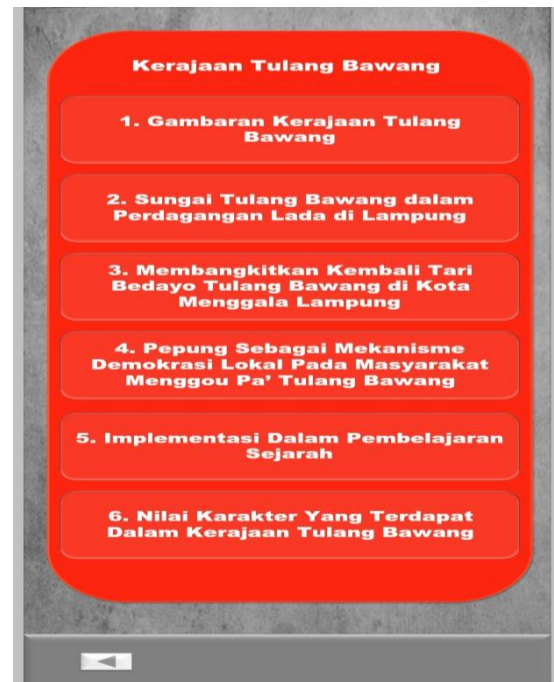 Kerajaan Tulang Bawang
1. Gambaran Kerajaan Tulang
Bawang
2. Sungai Tulang Bawang dalam
Perdagangan Lada di Lampung
3. Membangkitkan Kembali Tari
Bedayo Tulang Bawang di Kota
Menggala Lampung
4. Pepung Sebagai Mekanisme
Demokrasi Lokal Pada Masyarakat
Menggou Pa’ Tulang Bawang
5. Implementasi Dalam Pembelajaran
Sejarah
6. Nilai Karakter Yang Terdapat
Dalam Kerajaan Tulang Bawang